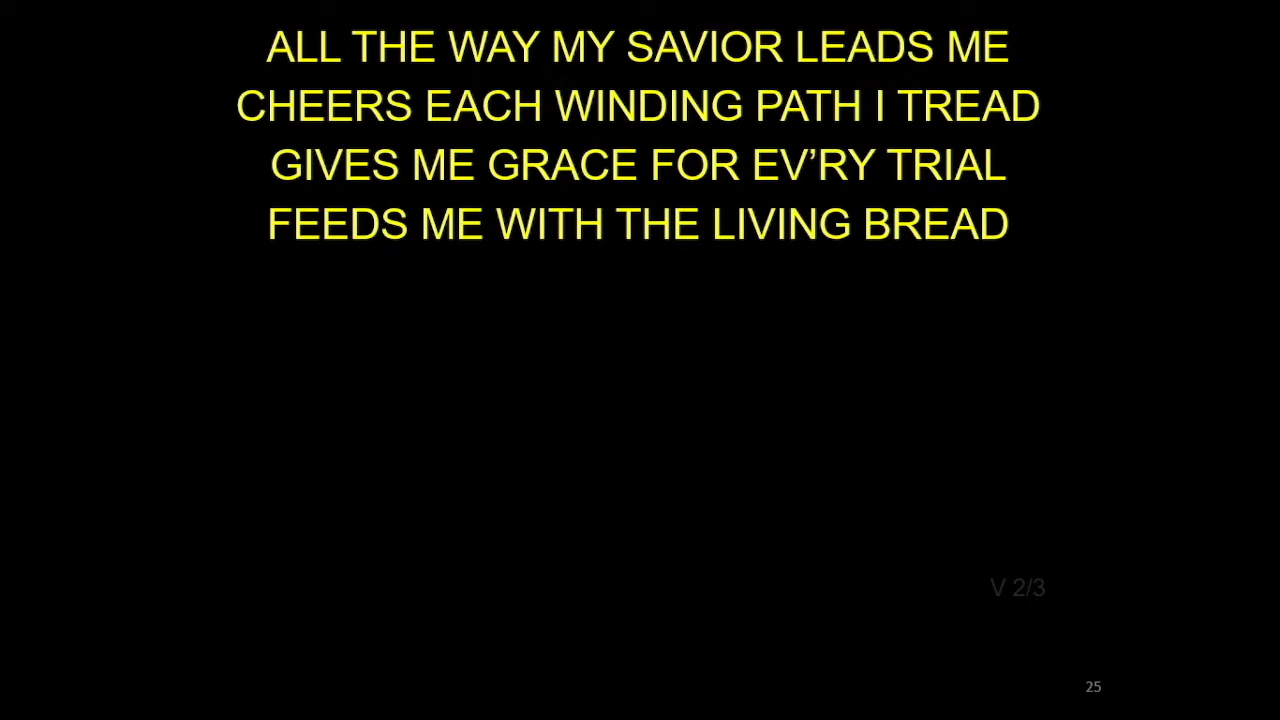 ALL THE WAY MY SAVIOR LEADS ME
CHEERS EACH WINDING PATH I TREAD
GIVES ME GRACE FOR EV’RY TRIAL
FEEDS ME WITH THE LIVING BREAD
V 2/3
25